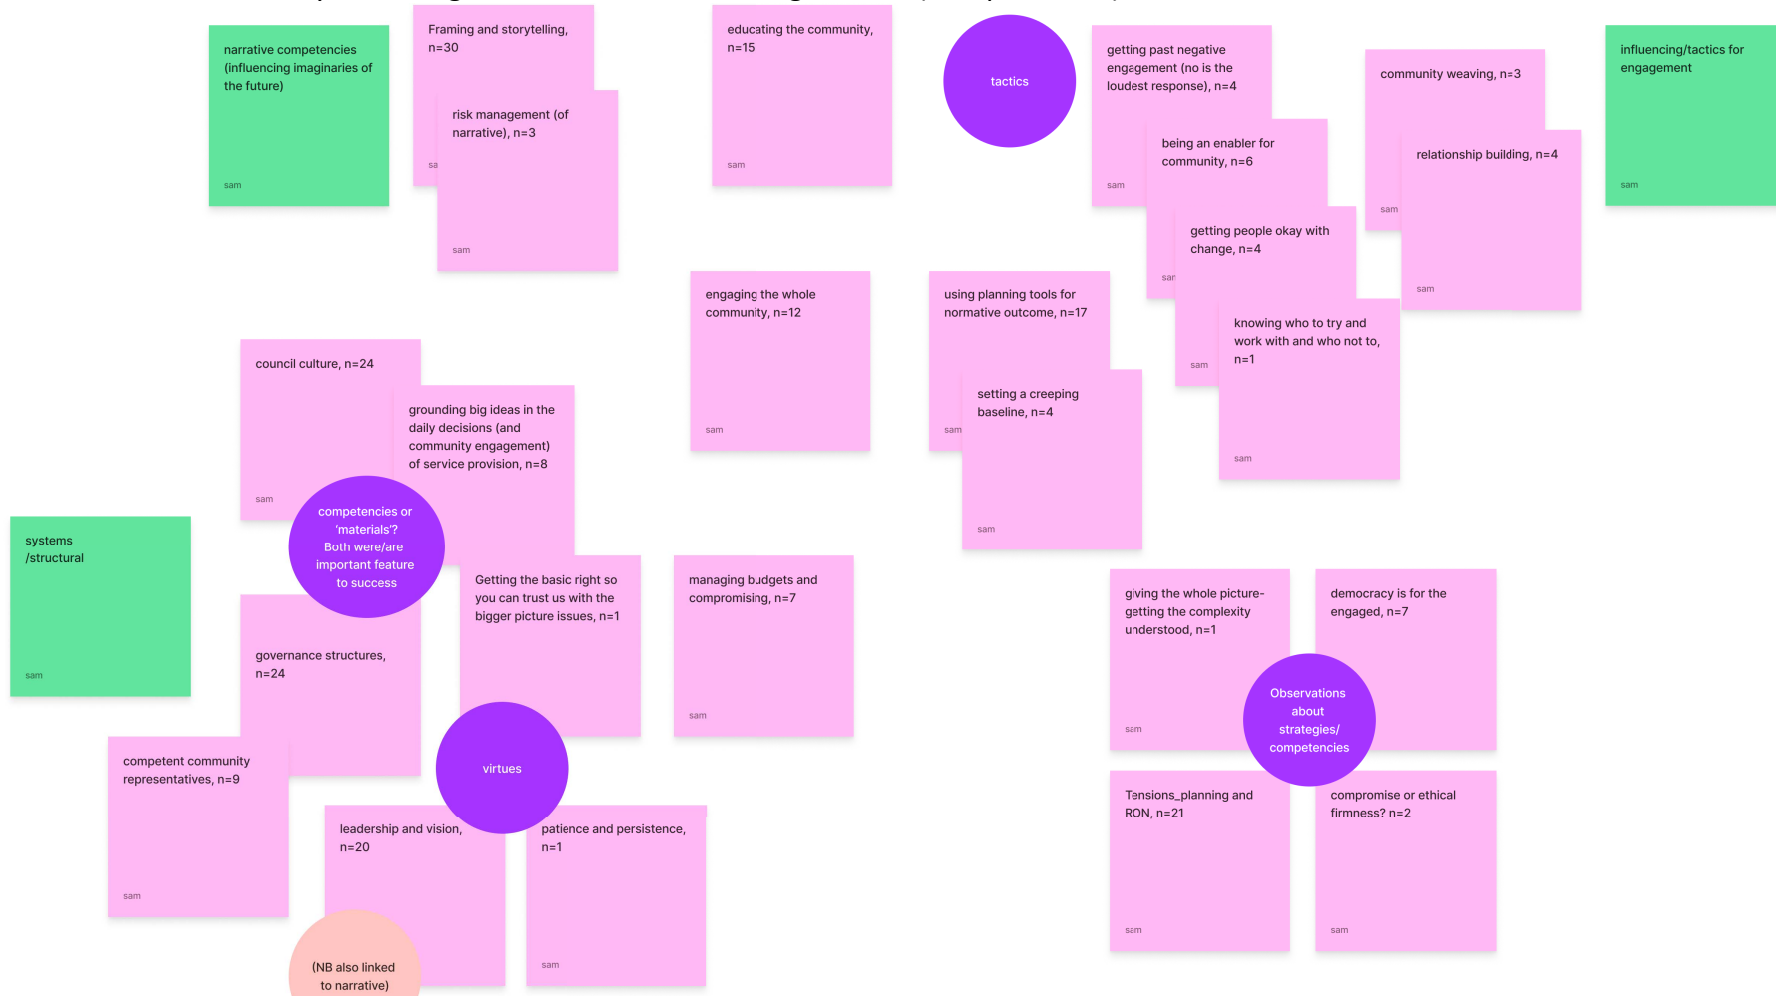 narrative competencies
(influencing imaginaries of
the future)
sam
Framing and storytelling,
n=30
sa
risk management (of
narrative), n=3
sam
educating the community,
n=15
sam
tactics
getting past negative
engagement (no is the
loudest response), n=4
sam
being an enabler for
community, n=6
sam
getting people okay with
change, n=4
sam
knowing who to try and
work with and who not to,
n=1
sam
community weaving, n=3
sam
relationship building, n=4
sam
influencing/tactics for
engagement
sam
engaging the whole
community, n=12
sam
using planning tools for
normative outcome, n=17
sam
setting a creeping
baseline, n=4
sam
council culture, n=24
sam
grounding big ideas in the
daily decisions (and
community engagement)
of service provision, n=8
competencies or
'materials'?
Both were/are
important feature
to success
systems
/structural
sam
governance structures,
n=24
Getting the basic right so
you can trust us with the
bigger picture issues, n=1
managing budgets and
compromising, n=7
sam
competent community
representatives, n=9
sam
virtues
leadership and vision,
n=20
patience and persistence,
n=1
sam
(NB also linked
to narrative)
giving the whole picture-
getting the complexity
understood, n=1
sam
democracy is for the
engaged, n=7
Observations
about
strategies/
competencies
Tensions_planning and
RON, n=21
sam
compromise or ethical
firmness? n=2
sam